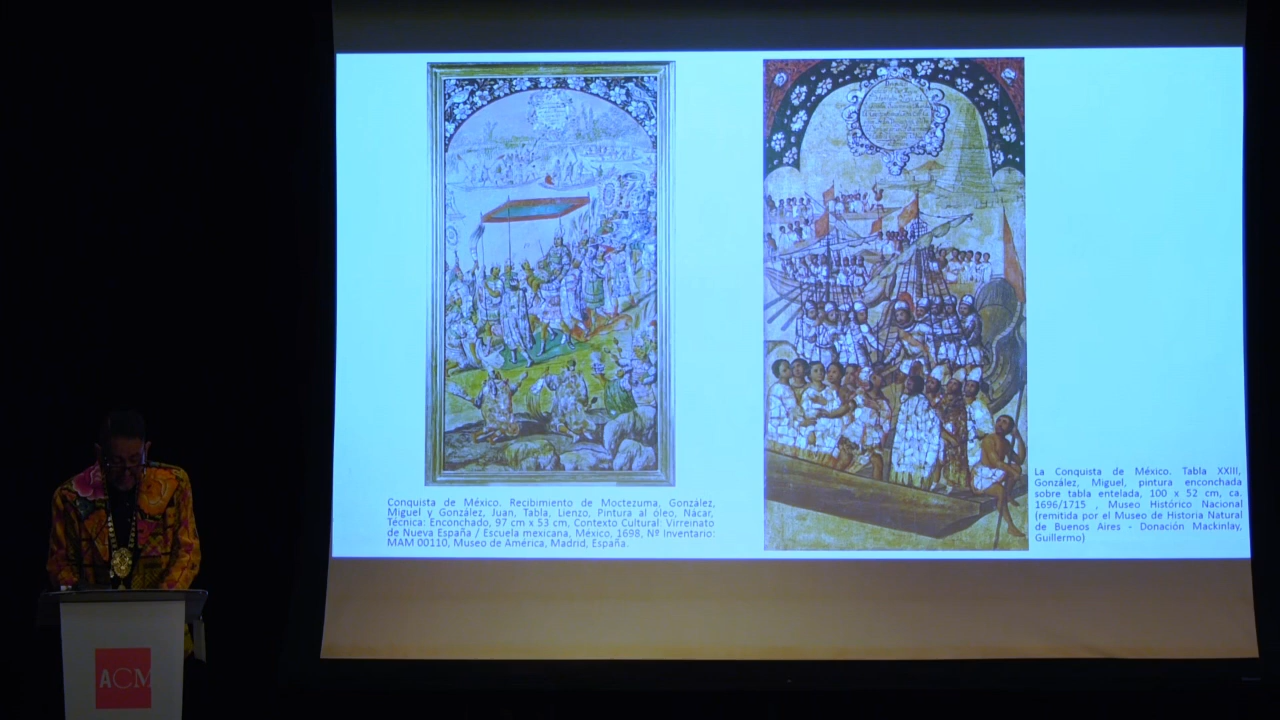 Conquista de México. Recibimiento de Moctezuma, González,
Miguel y González, Juan, Tabla, Lienzo, Pintura al óleo, Nácar,
Técnica: Enconchado, 97 cm x 53 cm, Contexto Cultural: Virreinato
de Nueva España / Escuela mexicana, México, 1698, Nº Inventario:
MAM 00110, Museo de América, Madrid, España.
La Conquista de México. Tabla XXIII,
González, Miguel, pintura enconchada
sobre tabla entelada, 100 x 52 cm, ca.
1696/1715 , Museo Histórico Nacional
(remitida por el Museo de Historia Natural
de Buenos Aires - Donación Mackinlay,
Guillermo)
ACM